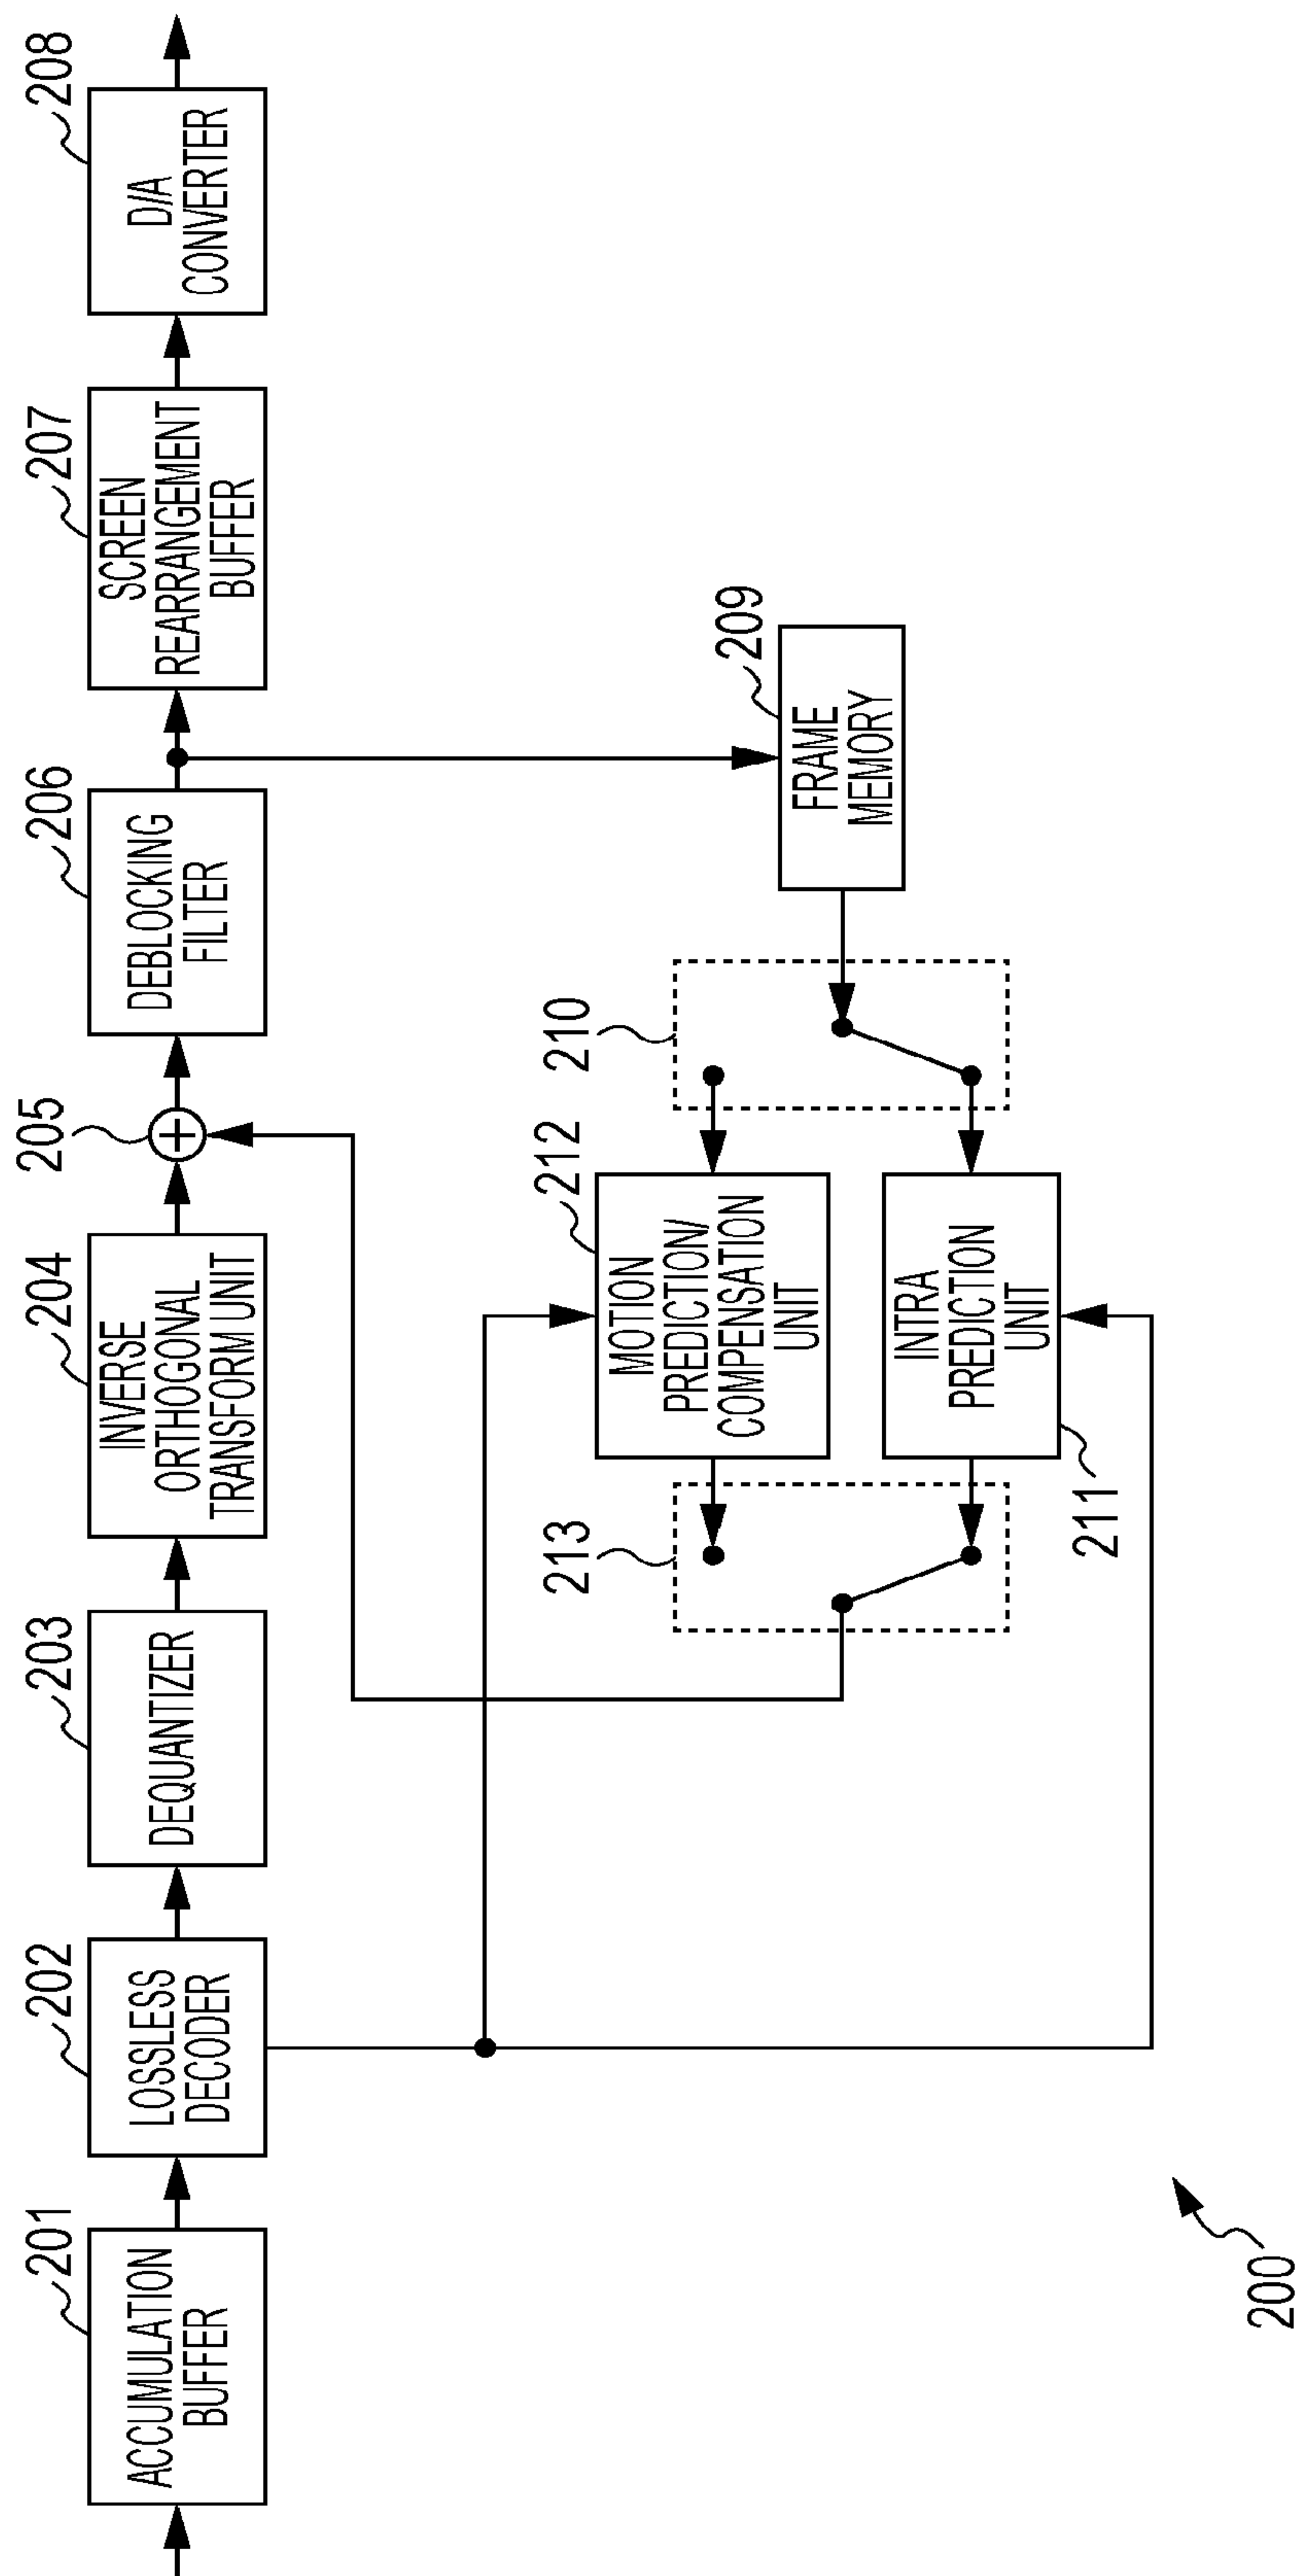 201
ACCUMULATION
BUFFER
202
LOSSLESS
DECODER
203
DEQUANTIZER
204
INVERSE
ORTHOGONAL
TRANSFORM UNIT
205
206
DEBLOCKING
FILTER
207
SCREEN
REARRANGEMENT
BUFFER
208
D/A
CONVERTER
213
212
MOTION
PREDICTION/
COMPENSATION
UNIT
210
209
FRAME
MEMORY
INTRA
PREDICTION
UNIT
211
200